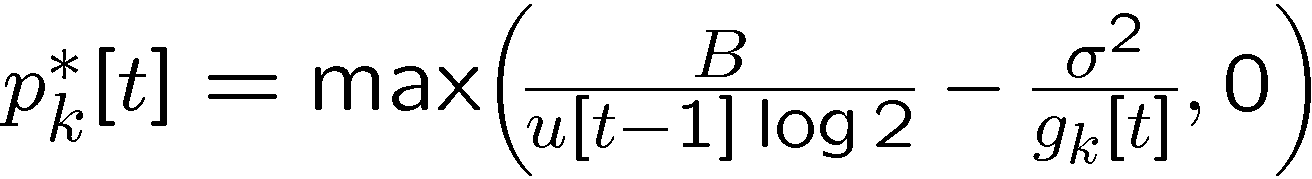 p_k^*[t] = max(B/(u[t−1] log 2) − σ^2/g_k[t], 0)